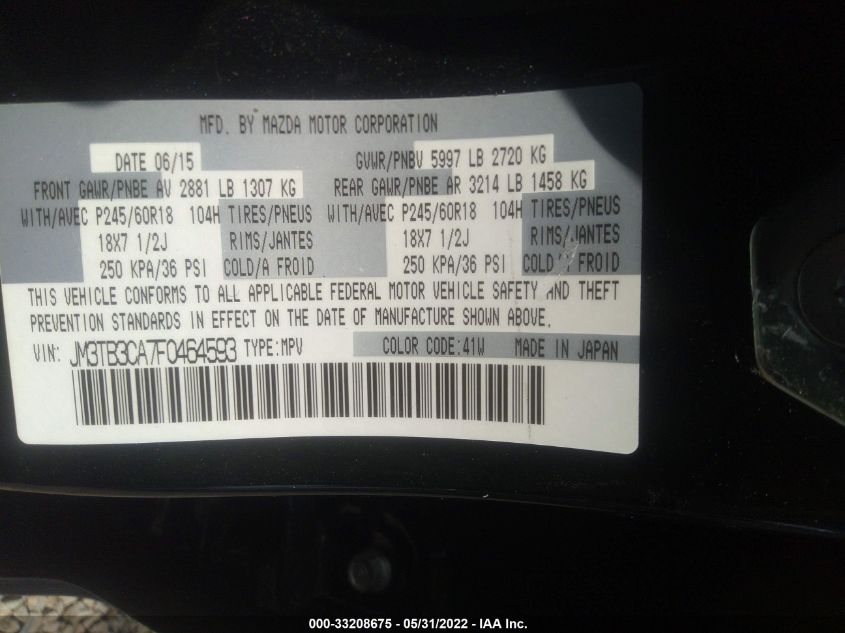 MFD. BY MAZDA MOTOR CORPORATION
DATE 06/15 GVWR/PNBV 5997 LB 2720 KG
FRONT GAWR/PNBE AV 2881 LB 1307 KG REAR GAWR/PNBE AR 3214 LB 1458 KG
WITH/AVEC P245/60R18 104H TIRES/PNEUS WITH/AVEC P245/60R18 104H TIRES/PNEUS
18X7 1/2J RIMS/JANTES 18X7 1/2J RIMS/JANTES
250 KPA/36 PSI COLD/A FROID 250 KPA/36 PSI COLD/A FROID
THIS VEHICLE CONFORMS TO ALL APPLICABLE FEDERAL MOTOR VEHICLE SAFETY AND THEFT
PREVENTION STANDARDS IN EFFECT ON THE DATE OF MANUFACTURE SHOWN ABOVE.
VIN: JM3TB3CA7F0464593 TYPE:MPV COLOR CODE:41W MADE IN JAPAN
000-33208675 - 05/31/2022 - IAA Inc.